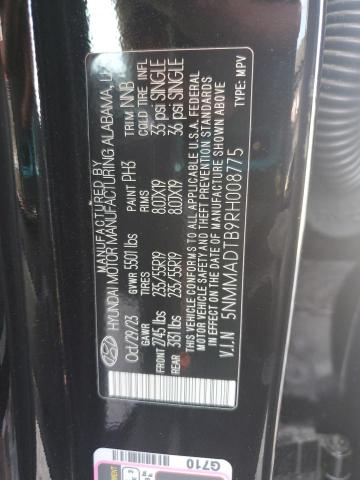 MANUFACTURED BY
HYUNDAI MOTOR MANUFACTURING ALABAMA, LLC
Oct/29/23 GVWR 5501 lbs PAINT PH3 TRIM NNB
GAWR TIRES RIMS COLD TIRE INFL
FRONT 2745 lbs 235/55R19 8.0JX19 36 psi SINGLE
REAR 3131 lbs 235/55R19 8.0JX19 36 psi SINGLE
THIS VEHICLE CONFORMS TO ALL APPLICABLE U.S.A. FEDERAL
MOTOR VEHICLE SAFETY AND THEFT PREVENTION STANDARDS
IN EFFECT ON THE DATE OF MANUFACTURE SHOWN ABOVE.
V.I.N 5NMMADTB9RH008775 TYPE: MPV
G710